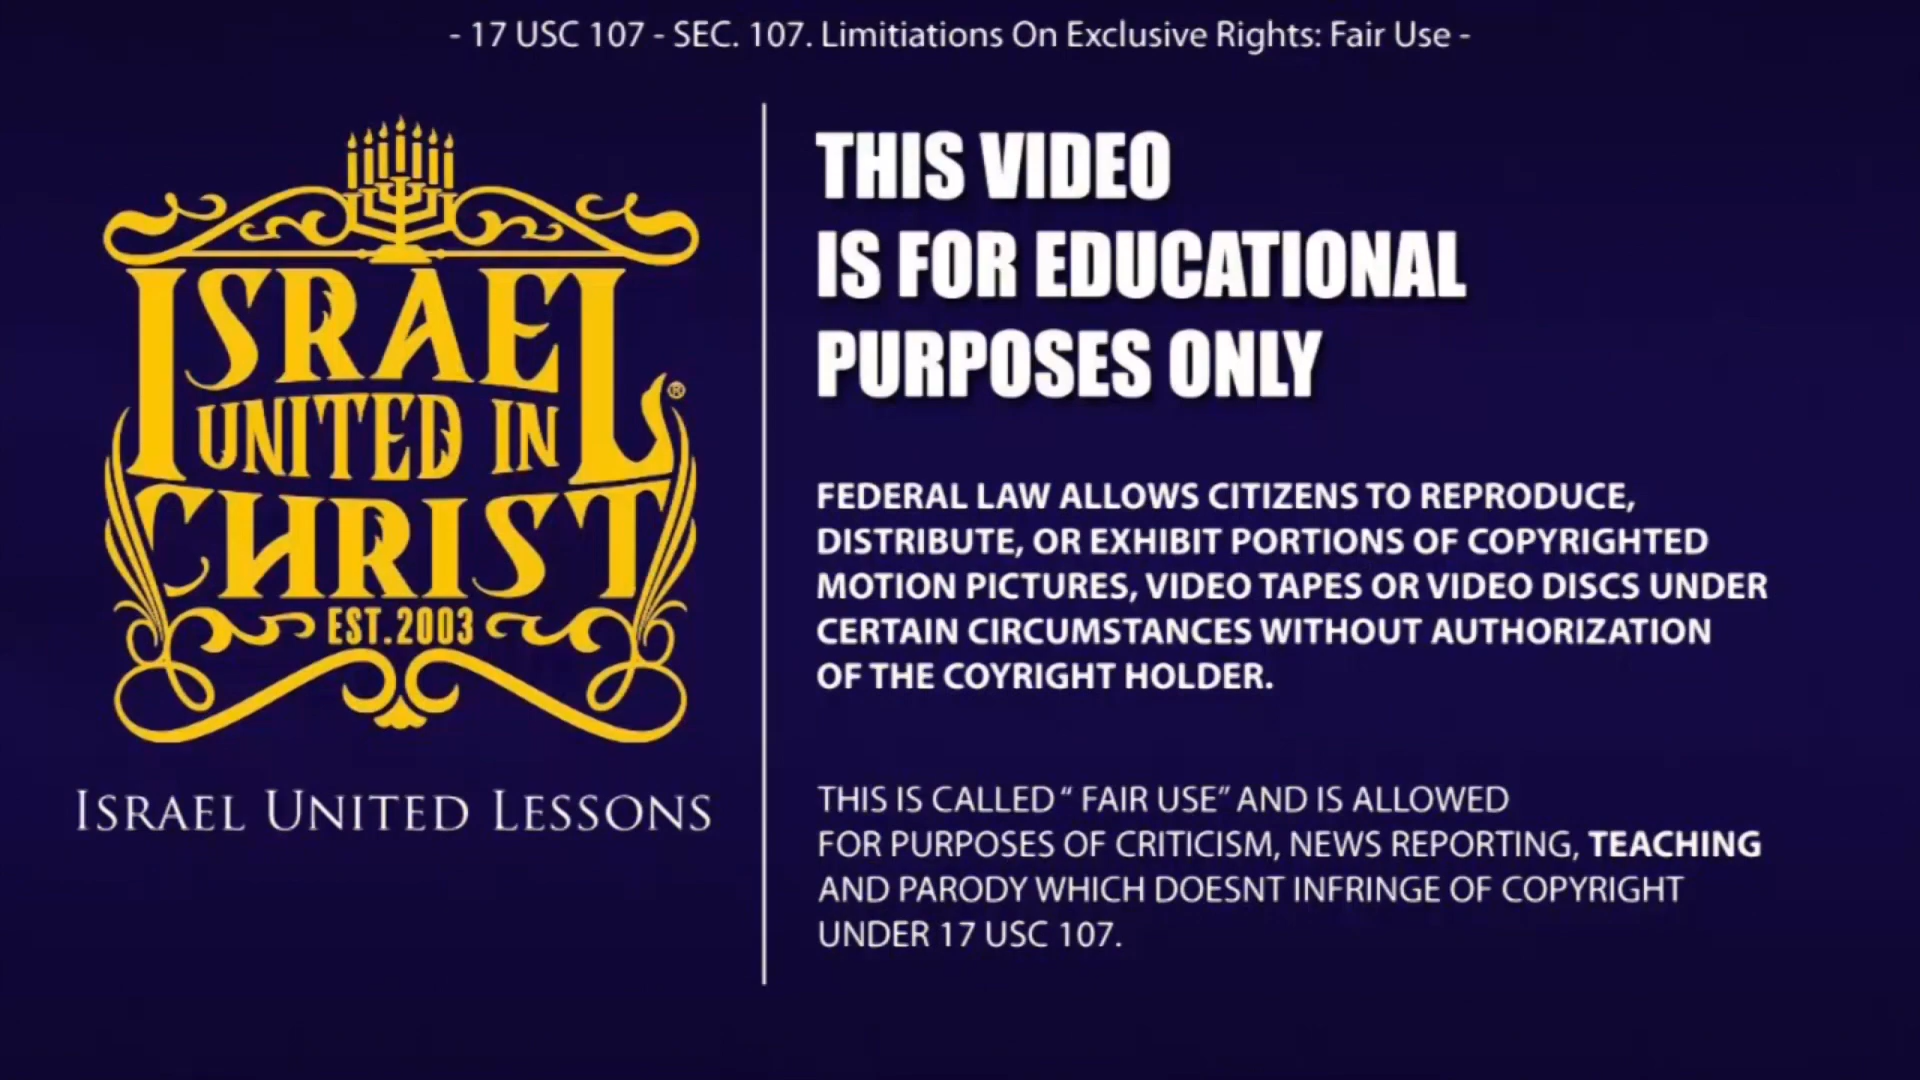 - 17 USC 107 - SEC. 107. Limitiations On Exclusive Rights: Fair Use -
ISRAEL
UNITED IN
CHRIST
®
EST.2003
ISRAEL UNITED LESSONS
THIS VIDEO
IS FOR EDUCATIONAL
PURPOSES ONLY
FEDERAL LAW ALLOWS CITIZENS TO REPRODUCE,
DISTRIBUTE, OR EXHIBIT PORTIONS OF COPYRIGHTED
MOTION PICTURES, VIDEO TAPES OR VIDEO DISCS UNDER
CERTAIN CIRCUMSTANCES WITHOUT AUTHORIZATION
OF THE COYRIGHT HOLDER.
THIS IS CALLED “ FAIR USE” AND IS ALLOWED
FOR PURPOSES OF CRITICISM, NEWS REPORTING, TEACHING
AND PARODY WHICH DOESNT INFRINGE OF COPYRIGHT
UNDER 17 USC 107.